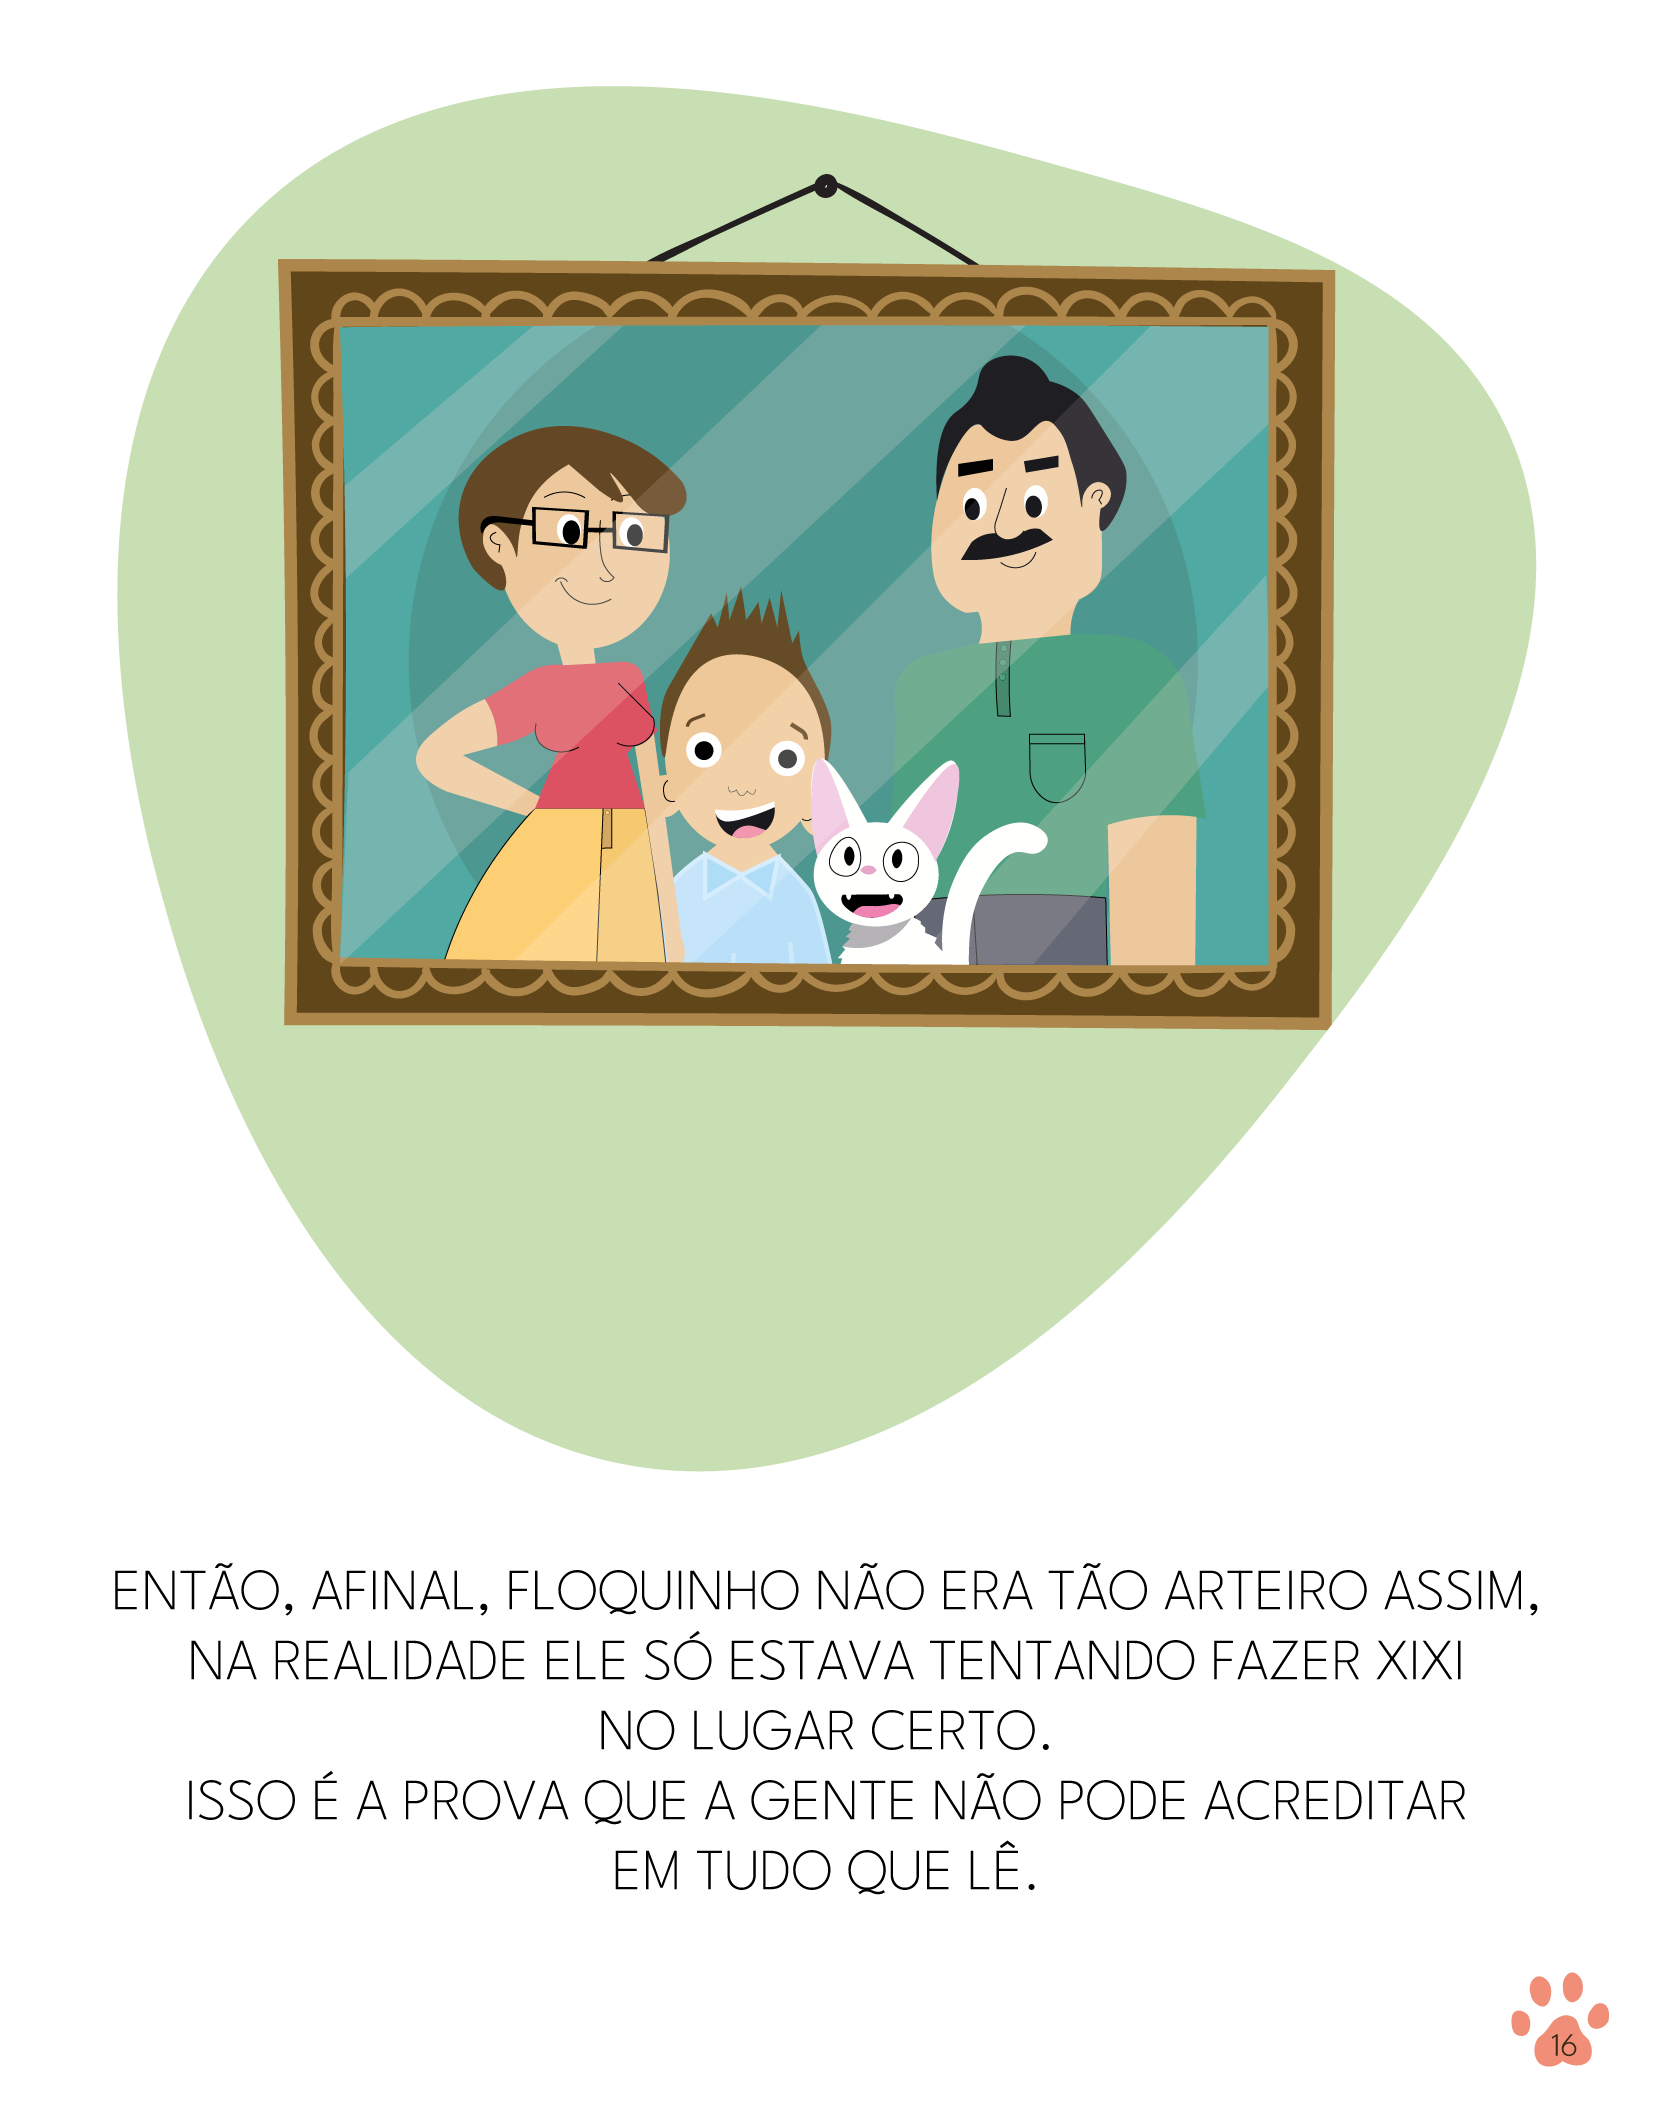 ENTÃO, AFINAL, FLOQUINHO NÃO ERA TÃO ARTEIRO ASSIM,
NA REALIDADE ELE SÓ ESTAVA TENTANDO FAZER XIXI
NO LUGAR CERTO.
ISSO É A PROVA QUE A GENTE NÃO PODE ACREDITAR
EM TUDO QUE LÊ.
16